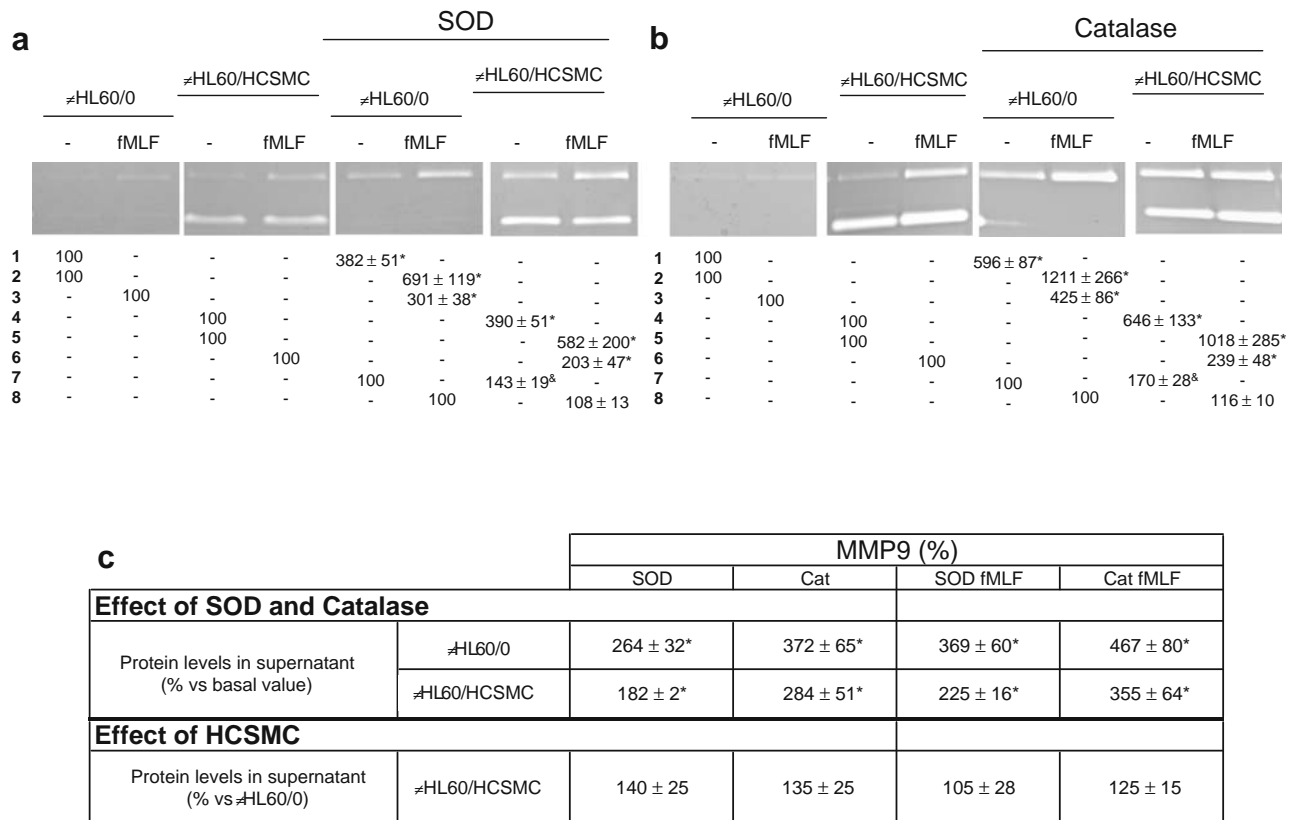 a
SOD
≠HL60/0
≠HL60/HCSMC
≠HL60/0
≠HL60/HCSMC
- fMLF - fMLF - fMLF - fMLF
1 100 - - - 382 ± 51* - - -
2 100 - - - - 691 ± 119* - -
3 - 100 - - - 301 ± 38* - -
4 - - 100 - - - 390 ± 51* -
5 - - 100 - - - - 582 ± 200*
6 - - - 100 - - - 203 ± 47*
7 - - - - 100 - 143 ± 19& -
8 - - - - - 100 - 108 ± 13
b
Catalase
≠HL60/0
≠HL60/HCSMC
≠HL60/0
≠HL60/HCSMC
- fMLF - fMLF - fMLF - fMLF
1 100 - - - 596 ± 87* - - -
2 100 - - - - 1211 ± 266* - -
3 - 100 - - - 425 ± 86* - -
4 - - 100 - - - 646 ± 133* -
5 - - 100 - - - - 1018 ± 285*
6 - - - 100 - - - 239 ± 48*
7 - - - - 100 - 170 ± 28& -
8 - - - - - 100 - 116 ± 10
c
MMP9 (%)
SOD Cat SOD fMLF Cat fMLF
Effect of SOD and Catalase
Protein levels in supernatant
(% vs basal value)
≠HL60/0 264 ± 32* 372 ± 65* 369 ± 60* 467 ± 80*
≠HL60/HCSMC 182 ± 2* 284 ± 51* 225 ± 16* 355 ± 64*
Effect of HCSMC
Protein levels in supernatant
(% vs ≠HL60/0)
≠HL60/HCSMC 140 ± 25 135 ± 25 105 ± 28 125 ± 15